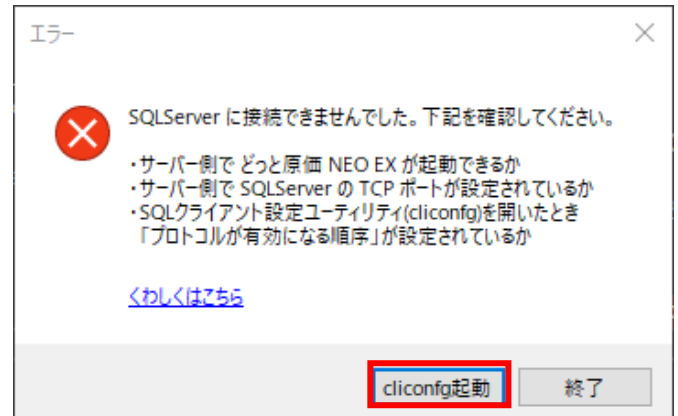 エラー
SQLServer に接続できませんでした。下記を確認してください。
・サーバー側で どっと原価 NEO EX が起動できるか
・サーバー側で SQLServer の TCP ポートが設定されているか
・SQLクライアント設定ユーティリティ(cliconfg)を開いたとき
「プロトコルが有効になる順序」が設定されているか
くわしくはこちら
cliconfg起動
終了